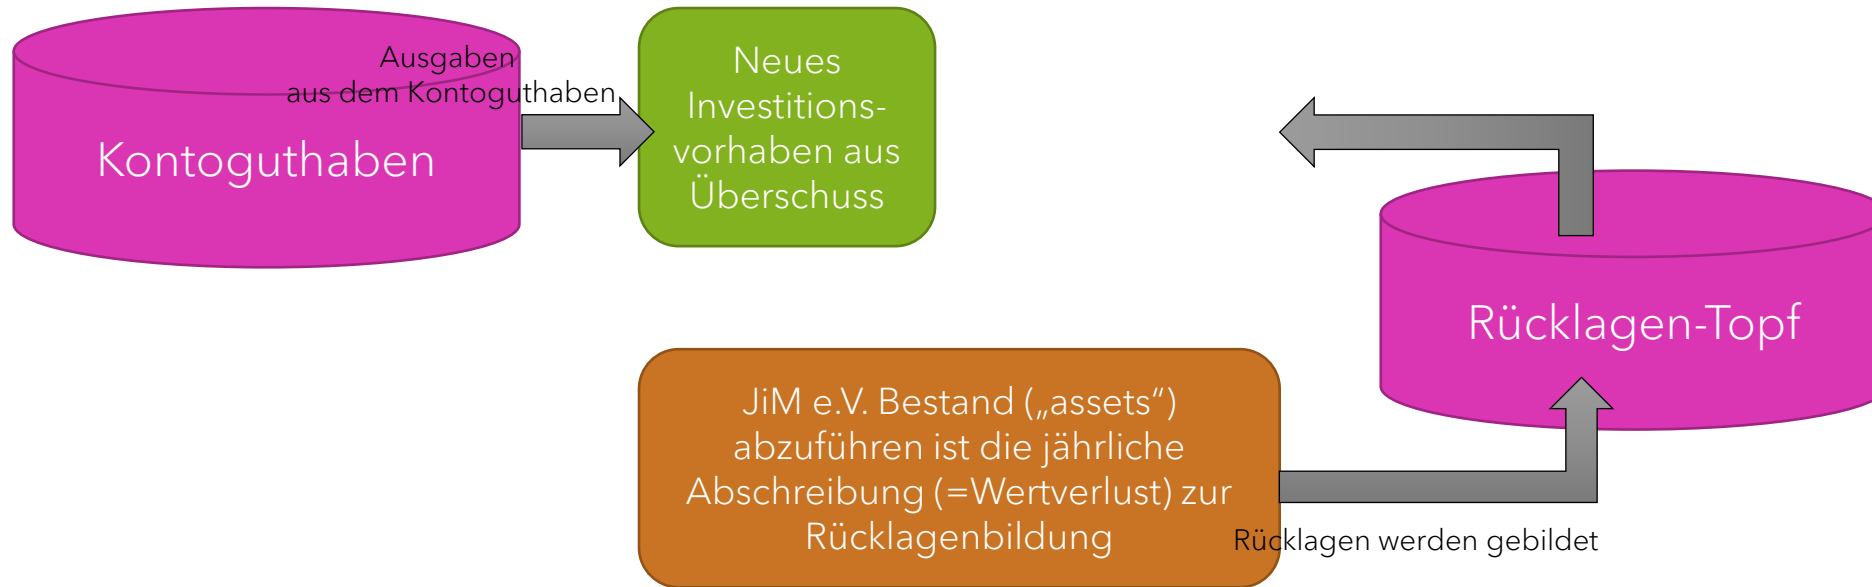 Ausgaben
aus dem Kontoguthaben
Kontoguthaben
Neues
Investitions-
vorhaben aus
Überschuss
Rücklagen-Topf
JiM e.V. Bestand („assets“)
abzuführen ist die jährliche
Abschreibung (=Wertverlust) zur
Rücklagenbildung
Rücklagen werden gebildet